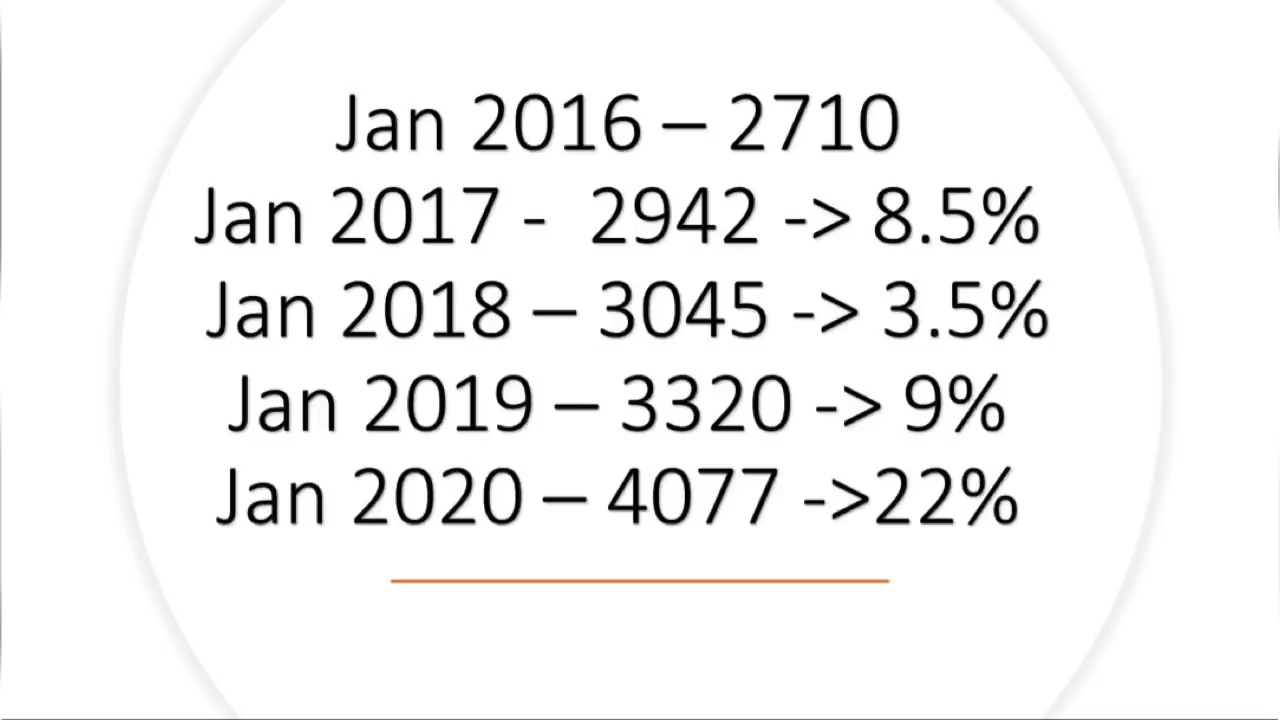 Jan 2016 – 2710
Jan 2017 -  2942 -> 8.5%
Jan 2018 – 3045 -> 3.5%
Jan 2019 – 3320 -> 9%
Jan 2020 – 4077 ->22%